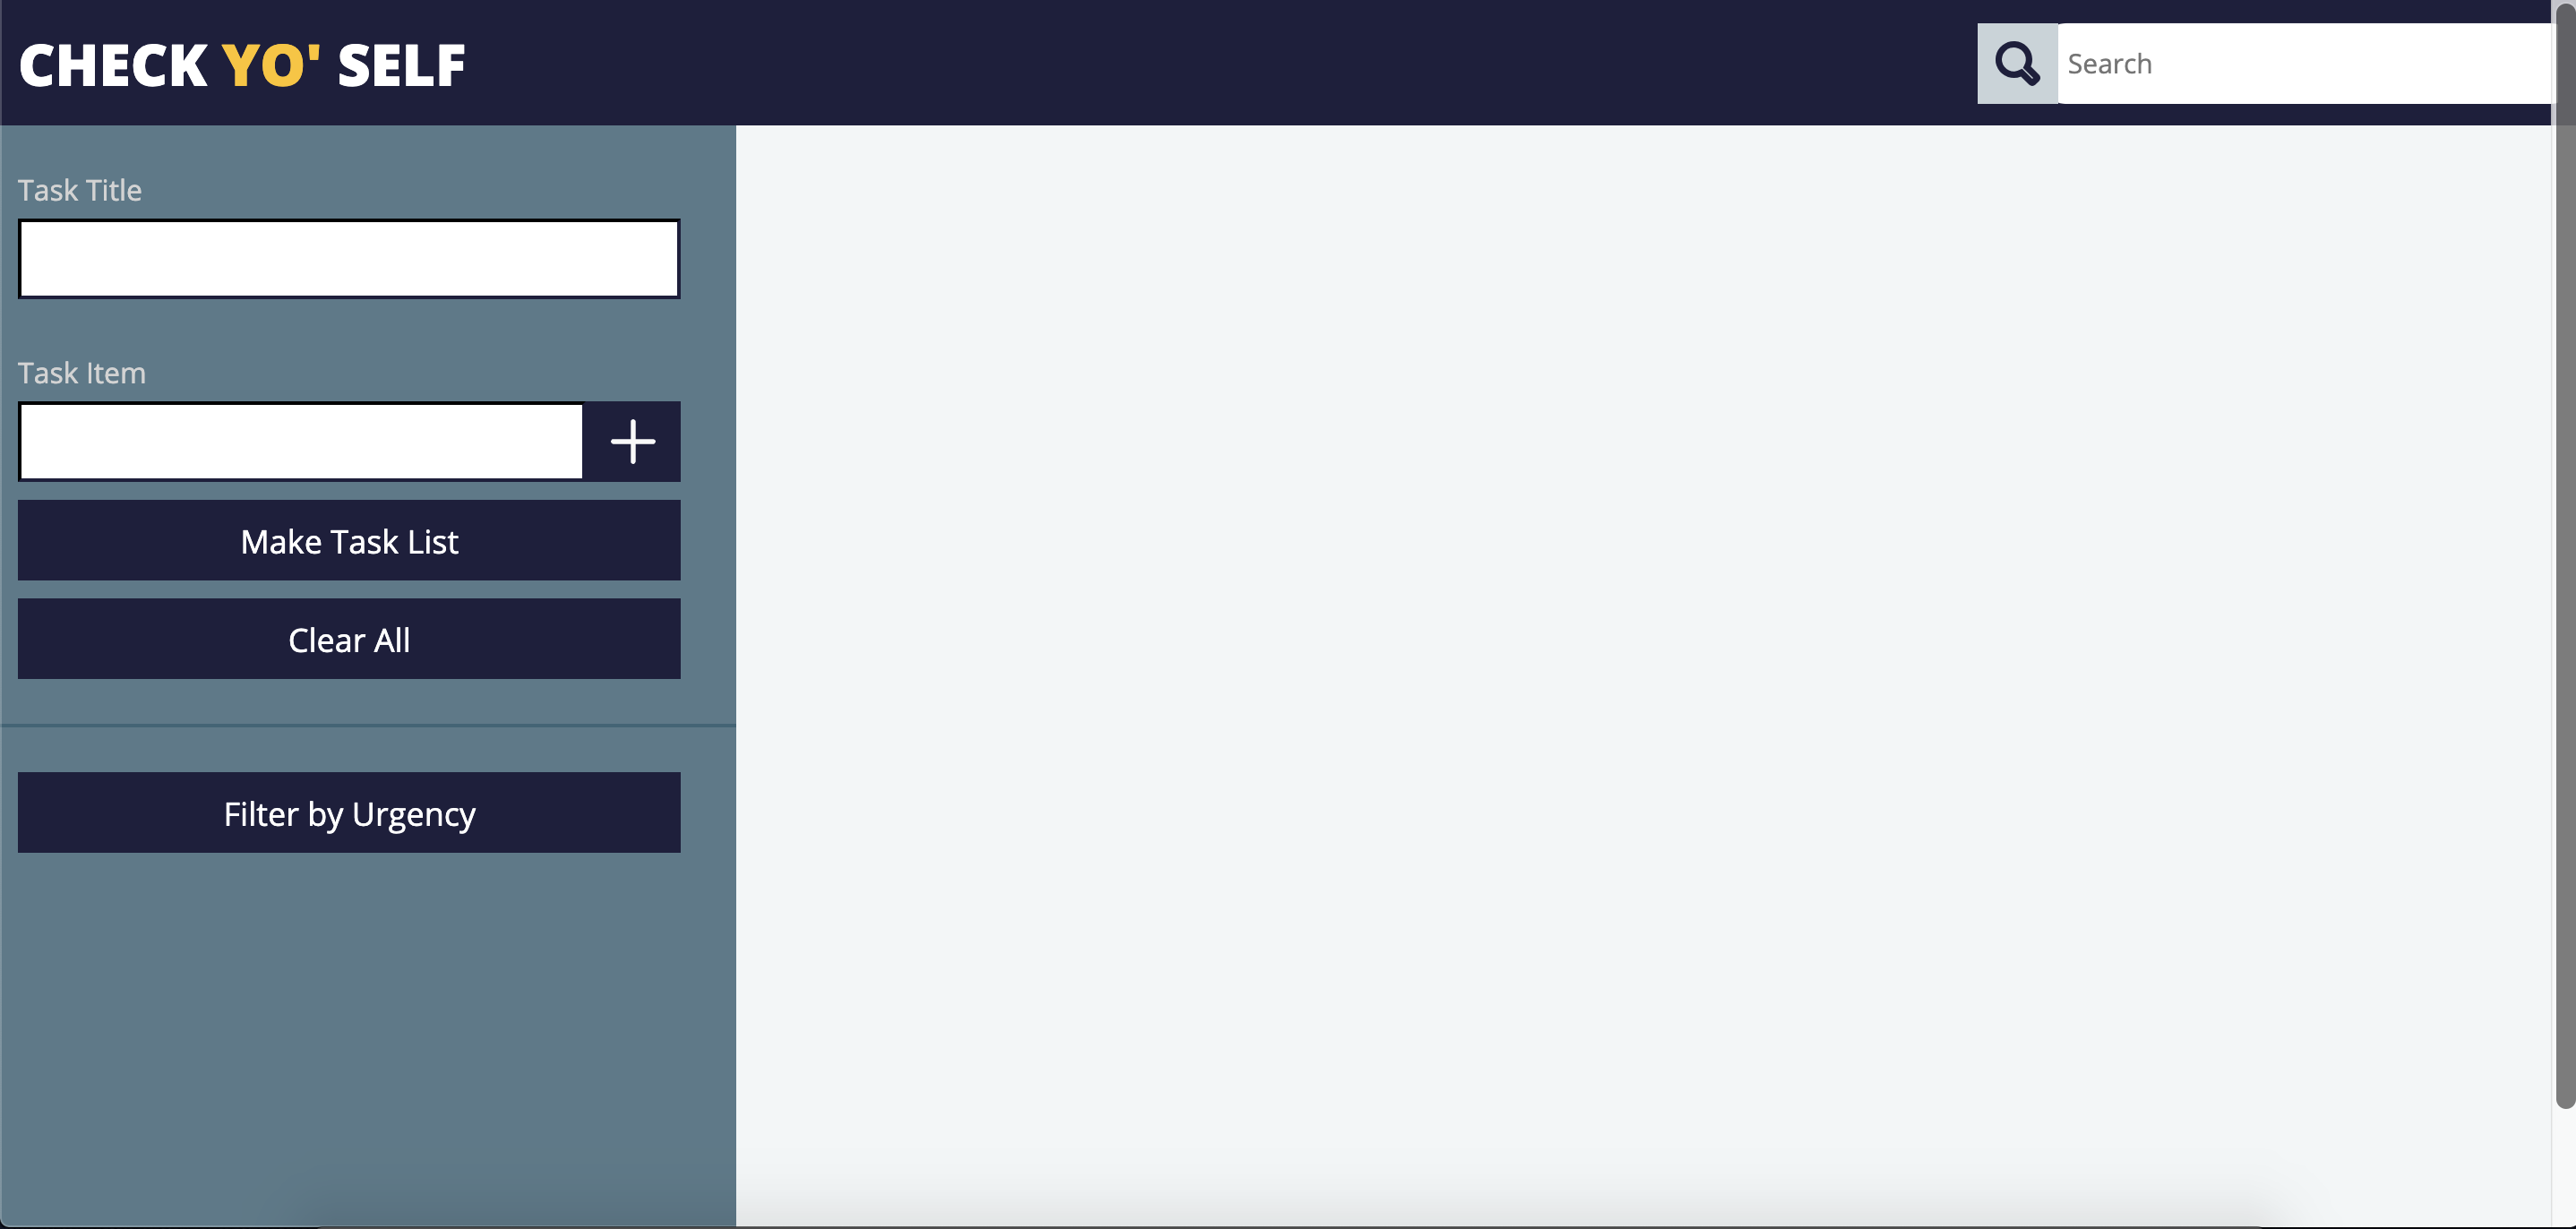 CHECK YO' SELF
Search
Task Title
Task Item
Make Task List
Clear All
Filter by Urgency